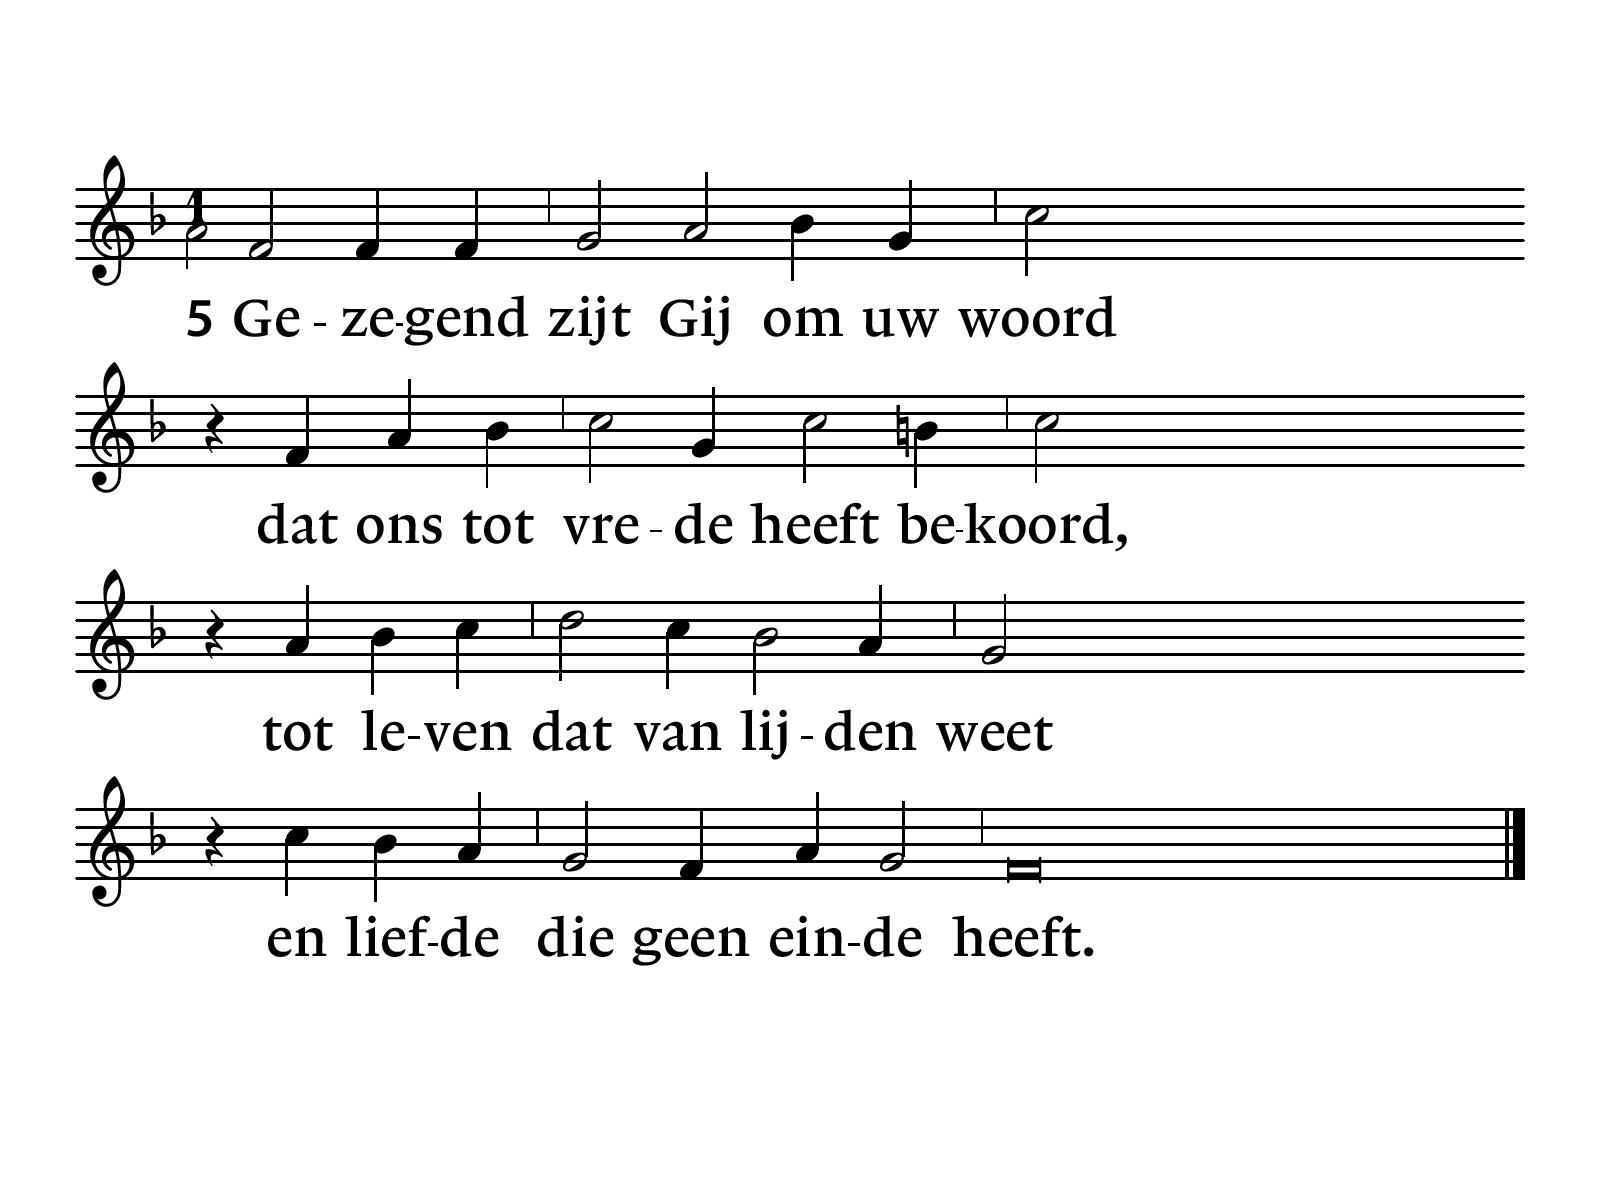 5 Ge - ze-gend zijt Gij om uw woord
dat ons tot vre - de heeft be-koord,
tot le-ven dat van lij - den weet
en lief-de die geen ein-de heeft.